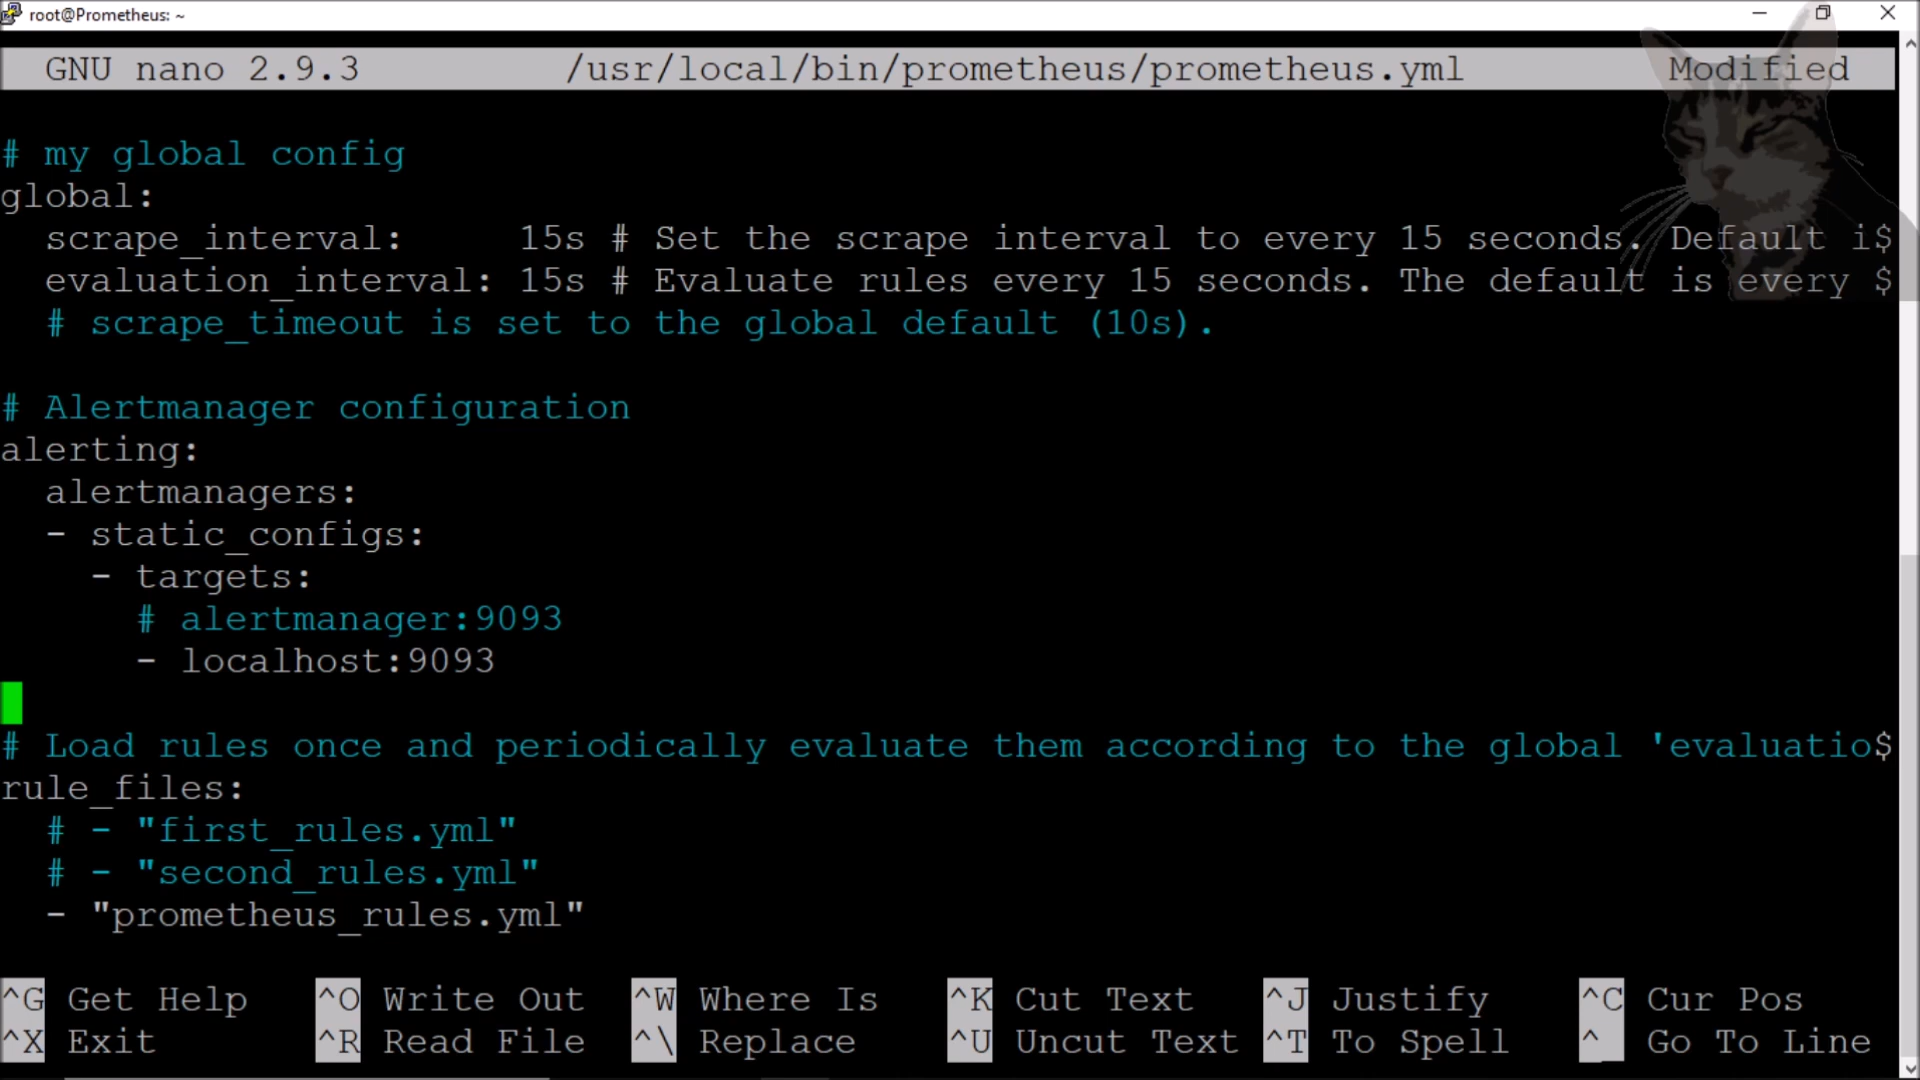 root@Prometheus: ~
GNU nano 2.9.3 /usr/local/bin/prometheus/prometheus.yml Modified
# my global config
global:
  scrape_interval:     15s # Set the scrape interval to every 15 seconds. Default i$
  evaluation_interval: 15s # Evaluate rules every 15 seconds. The default is every $
  # scrape_timeout is set to the global default (10s).
# Alertmanager configuration
alerting:
  alertmanagers:
  - static_configs:
    - targets:
      # alertmanager:9093
      - localhost:9093
# Load rules once and periodically evaluate them according to the global 'evaluatio$
rule_files:
  # - "first_rules.yml"
  # - "second_rules.yml"
  - "prometheus_rules.yml"
^G Get Help ^O Write Out ^W Where Is ^K Cut Text ^J Justify ^C Cur Pos
^X Exit ^R Read File ^\ Replace ^U Uncut Text ^T To Spell ^_ Go To Line